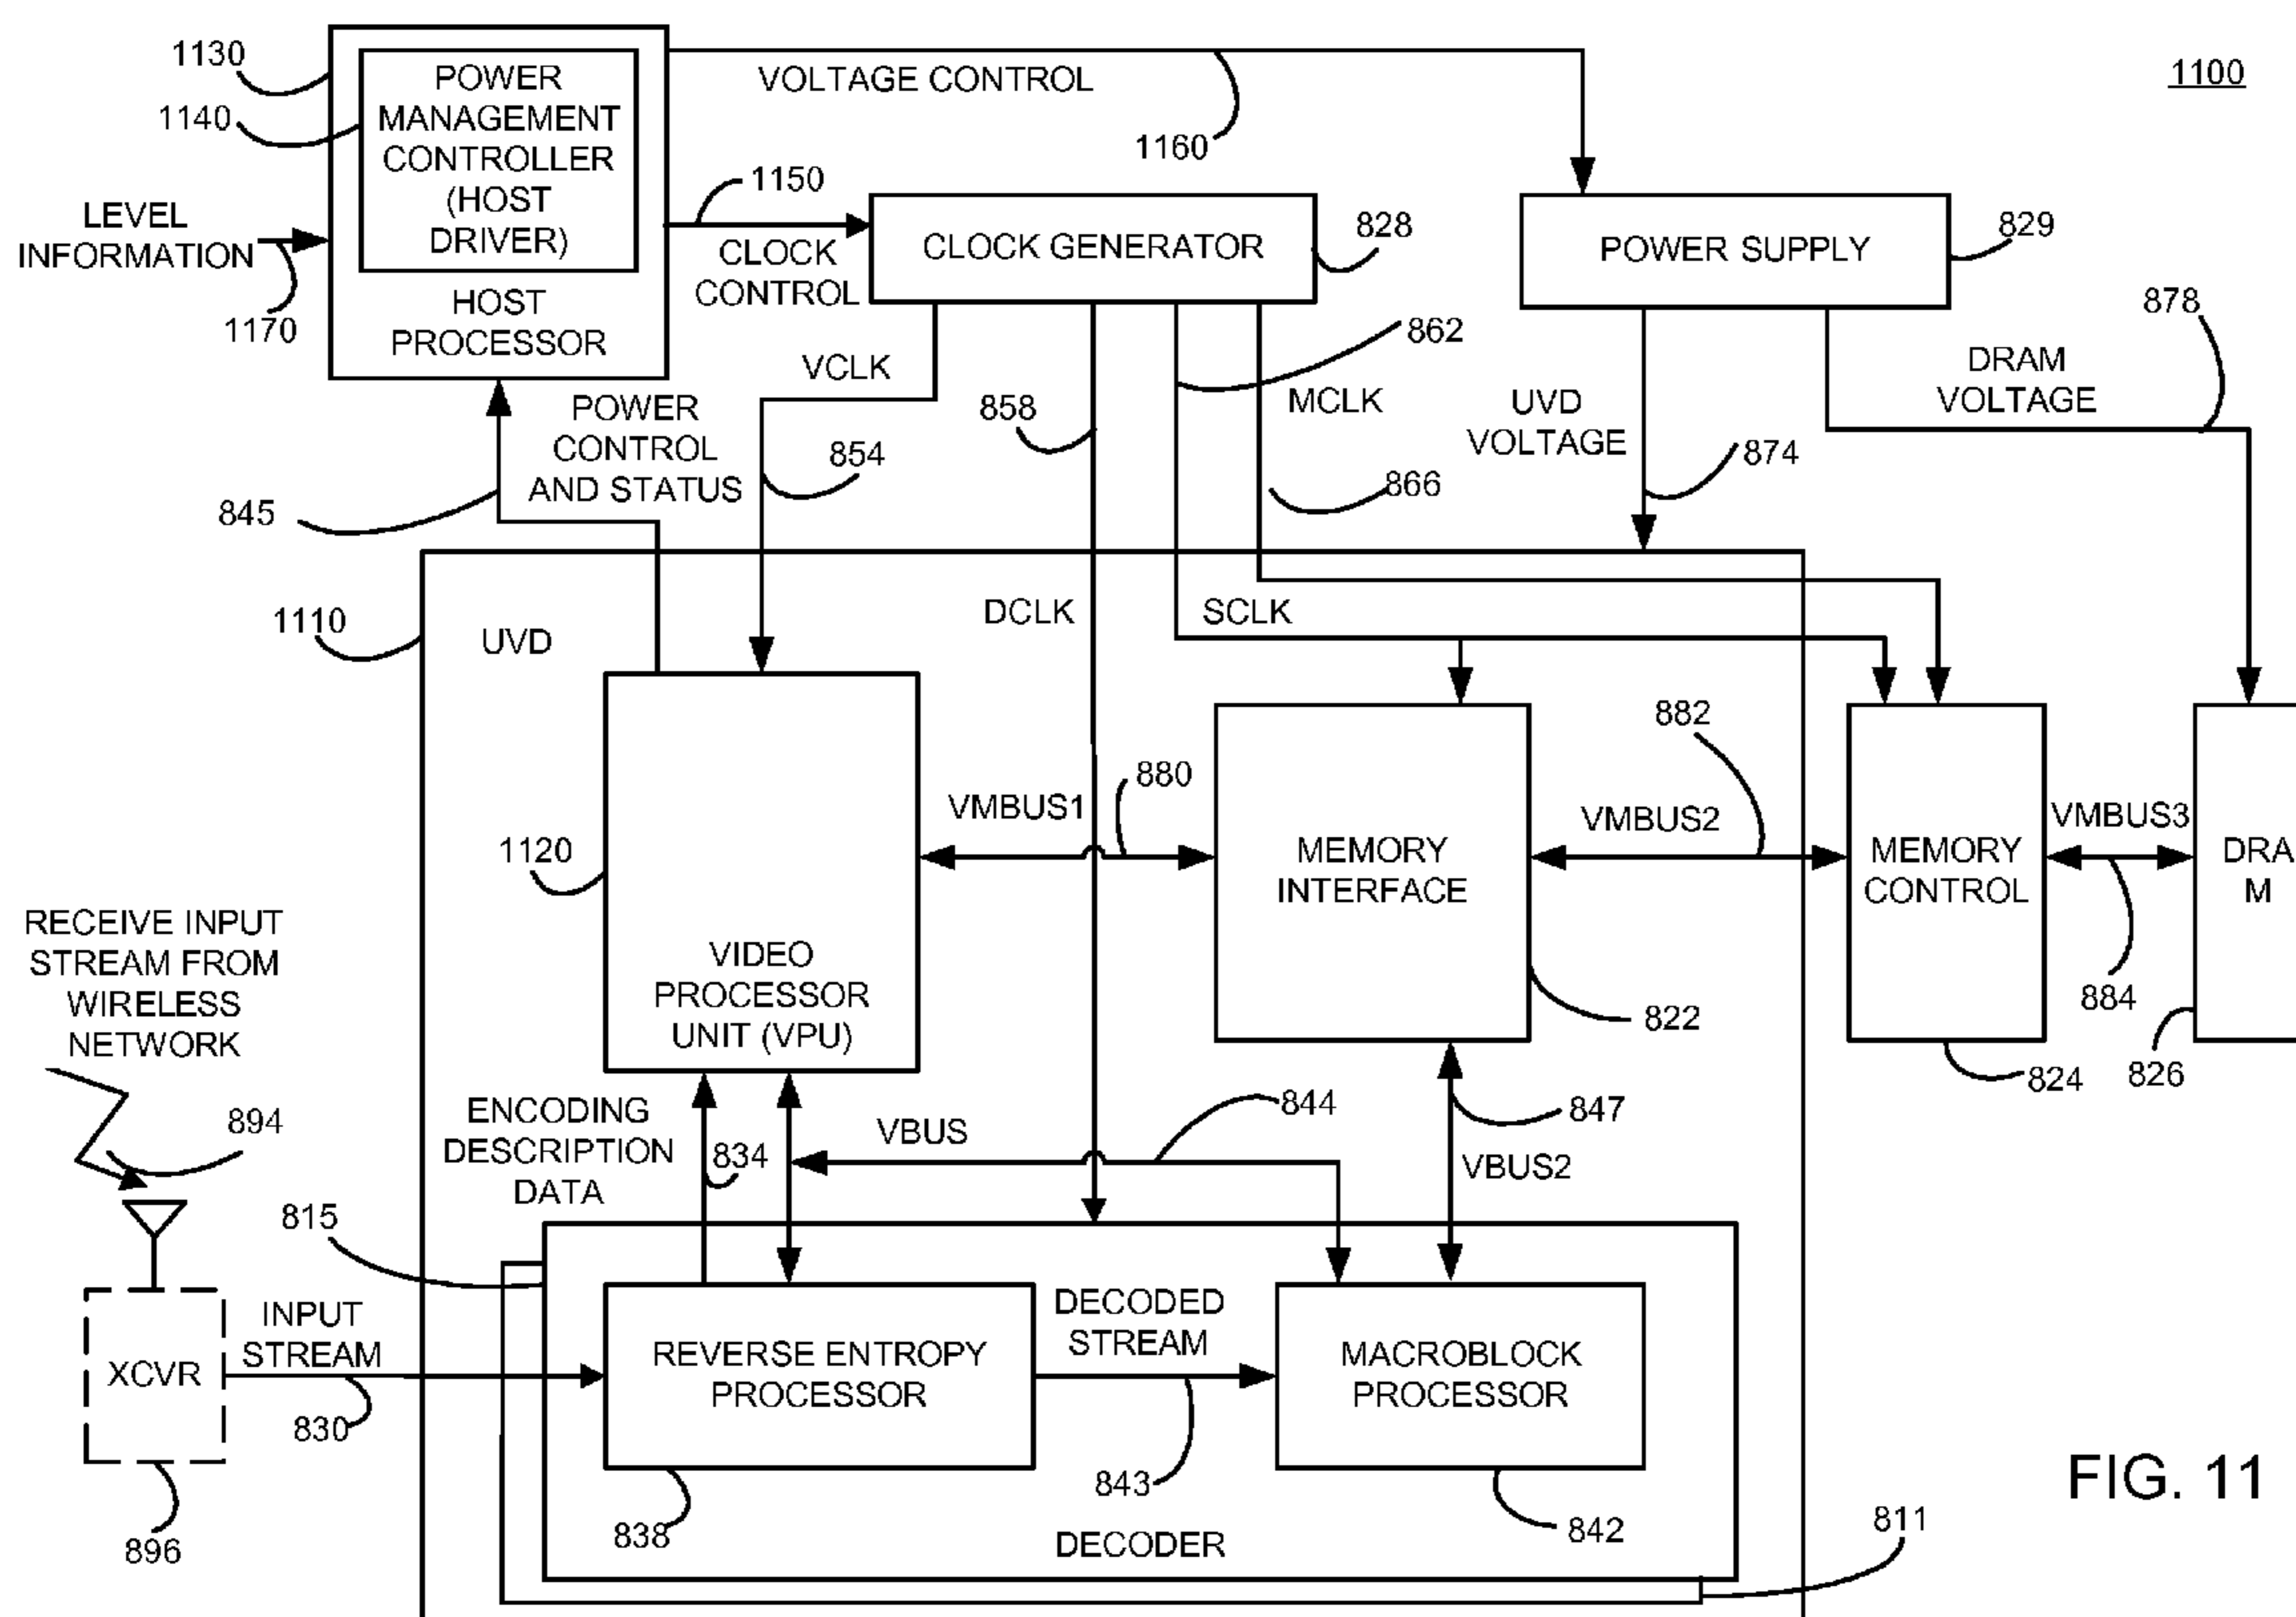 1100
1130
1140
POWER
MANAGEMENT
CONTROLLER
(HOST
DRIVER)
HOST
PROCESSOR
LEVEL
INFORMATION
1170
VOLTAGE CONTROL
1160
1150
CLOCK
CONTROL
CLOCK GENERATOR
828
POWER SUPPLY
829
878
862
VCLK
858
MCLK
UVD
VOLTAGE
DRAM
VOLTAGE
POWER
CONTROL
AND STATUS
845
854
866
874
1110
UVD
DCLK
SCLK
882
880
VMBUS1
VMBUS2
VMBUS3
1120
VIDEO
PROCESSOR
UNIT (VPU)
MEMORY
INTERFACE
MEMORY
CONTROL
DRA
M
822
884
824
826
RECEIVE INPUT
STREAM FROM
WIRELESS
NETWORK
894
ENCODING
DESCRIPTION
DATA
834
VBUS
844
847
VBUS2
815
XCVR
896
INPUT
STREAM
830
REVERSE ENTROPY
PROCESSOR
838
DECODED
STREAM
843
MACROBLOCK
PROCESSOR
842
DECODER
811
FIG. 11